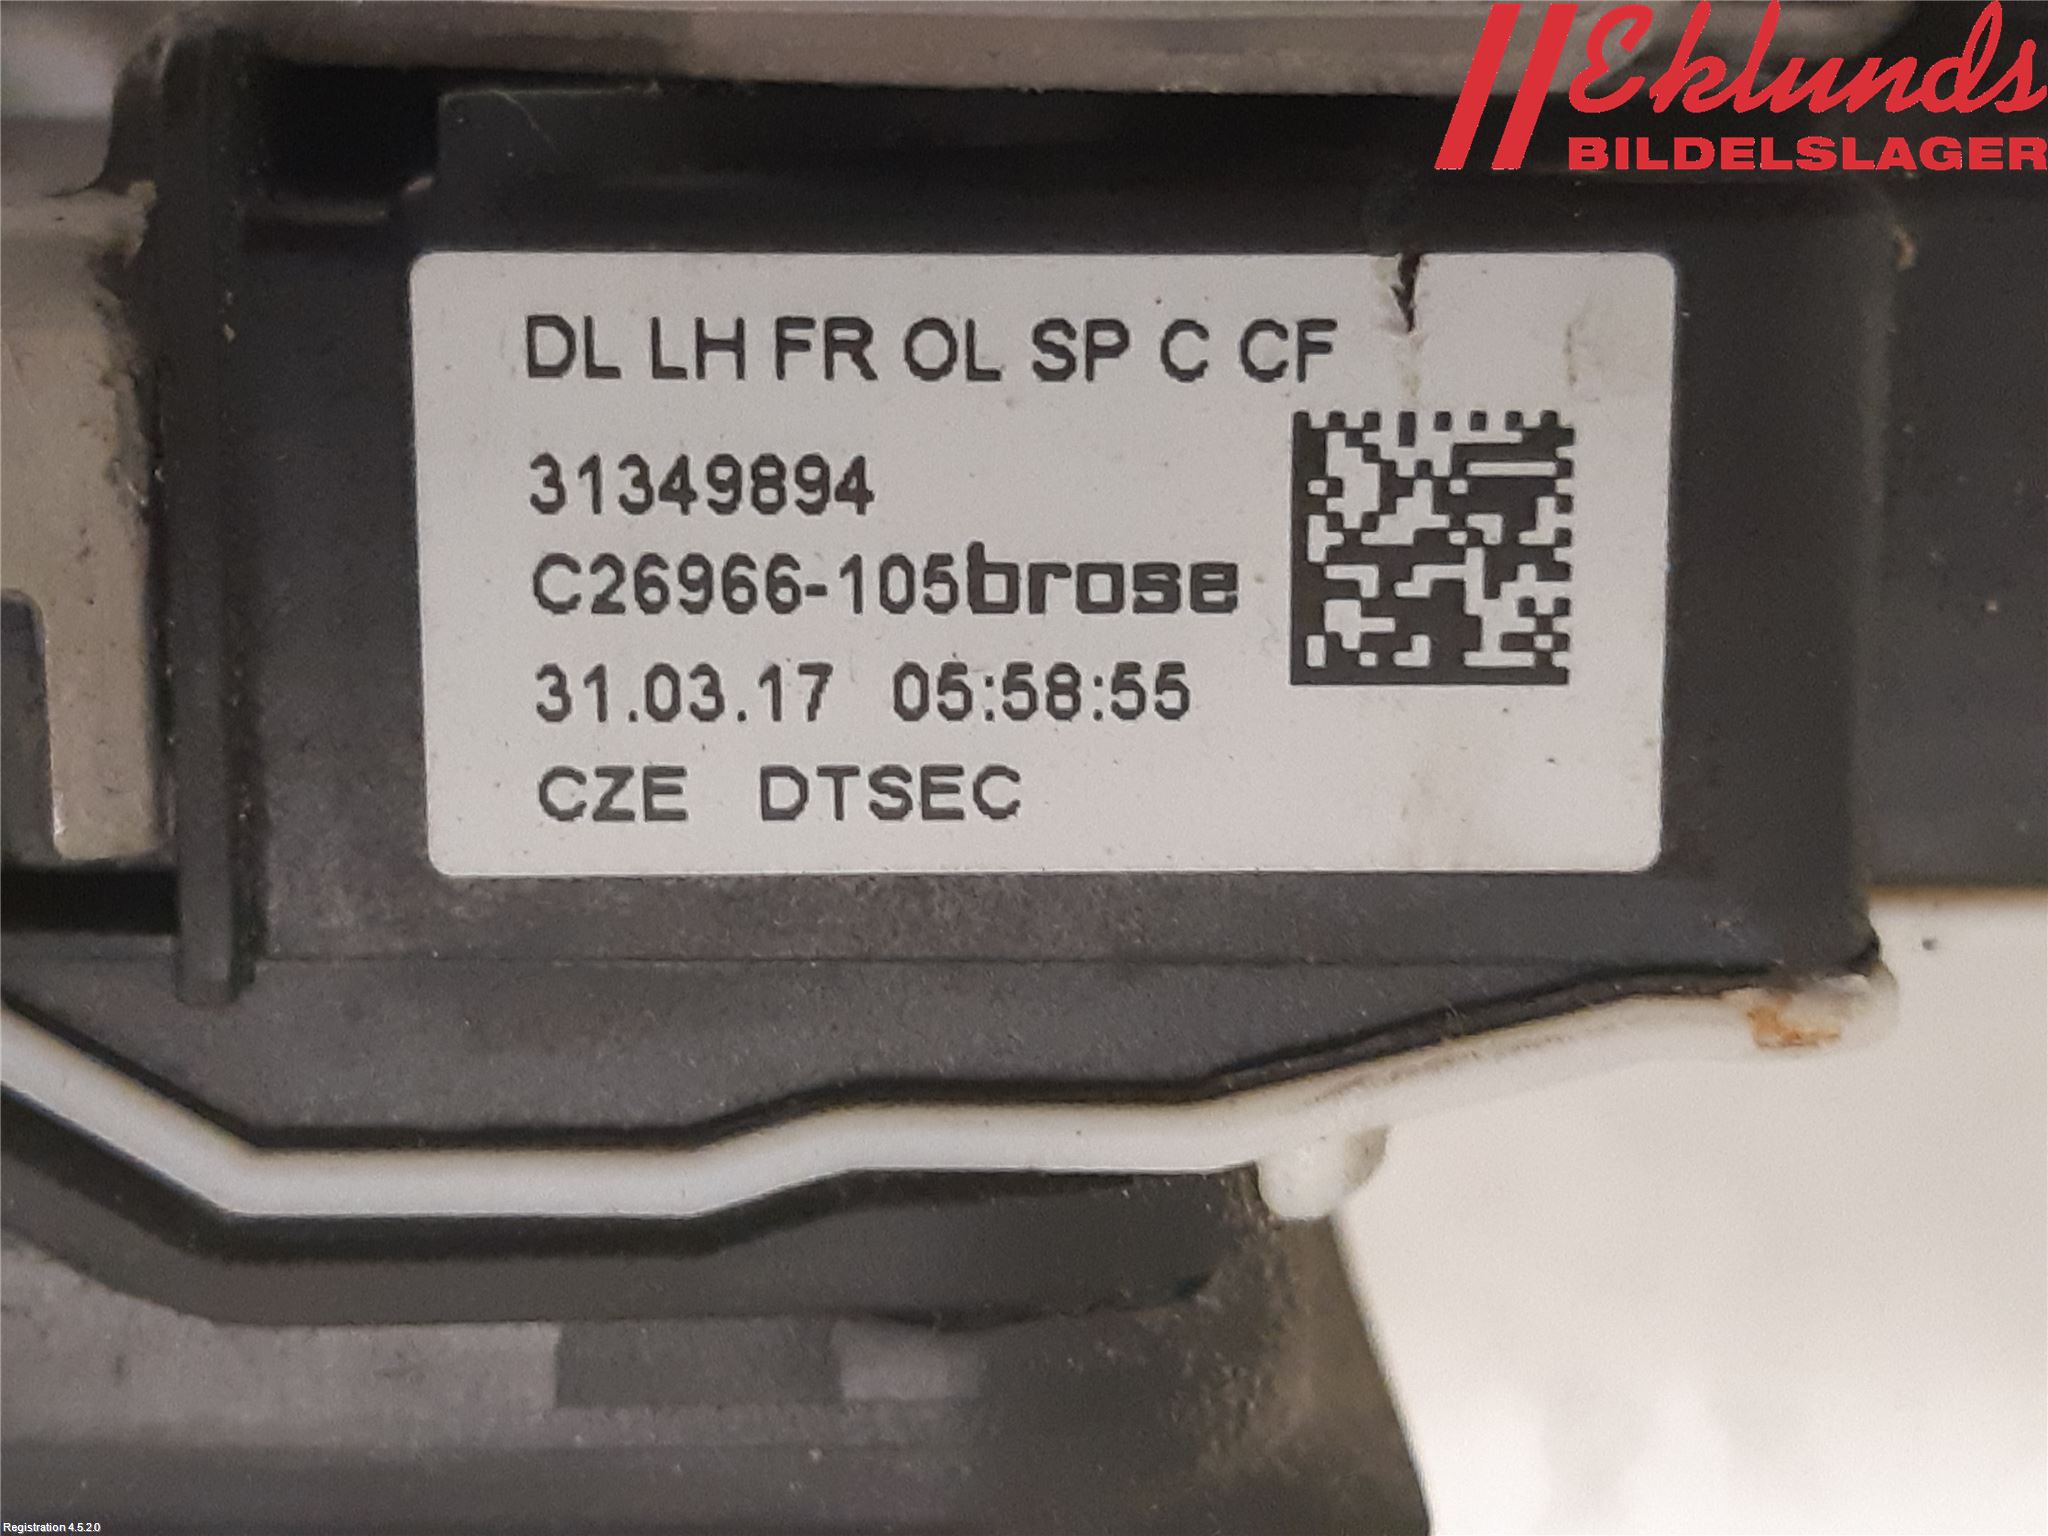 Eklunds
BILDELSLAGER
DL LH FR OL SP C CF
31349894
C26966-105brose
31.03.17 05:58:55
CZE DTSEC
Registration 4.5.2.0